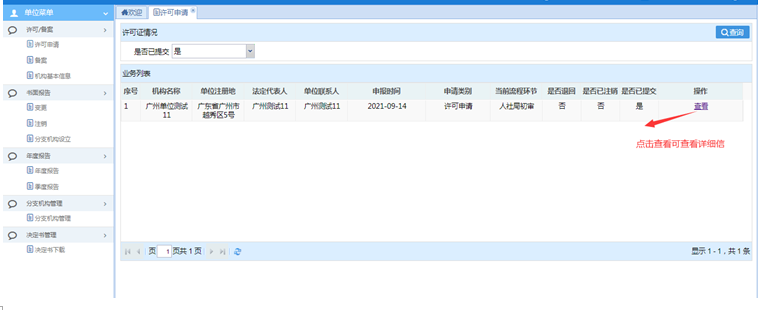 单位菜单
许可/备案
许可申请
备案
机构基本信息
书面报告
变更
注销
分支机构设立
年度报告
年度报告
季度报告
分支机构管理
分支机构管理
决定书管理
决定书下载
欢迎 许可申请
许可证情况 查询
是否已提交 是
业务列表
序号 机构名称 单位注册地 法定代表人 单位联系人 申报时间 申请类别 当前流程环节 是否退回 是否已注销 是否已提交 操作
1 广州单位测试11 广东省广州市越秀区5号 广州测试11 广州测试11 2021-09-14 许可申请 人社局初审 否 否 是 查看
点击查看可查看详细信
页 1 页共 1 页 显示 1 - 1，共 1 条